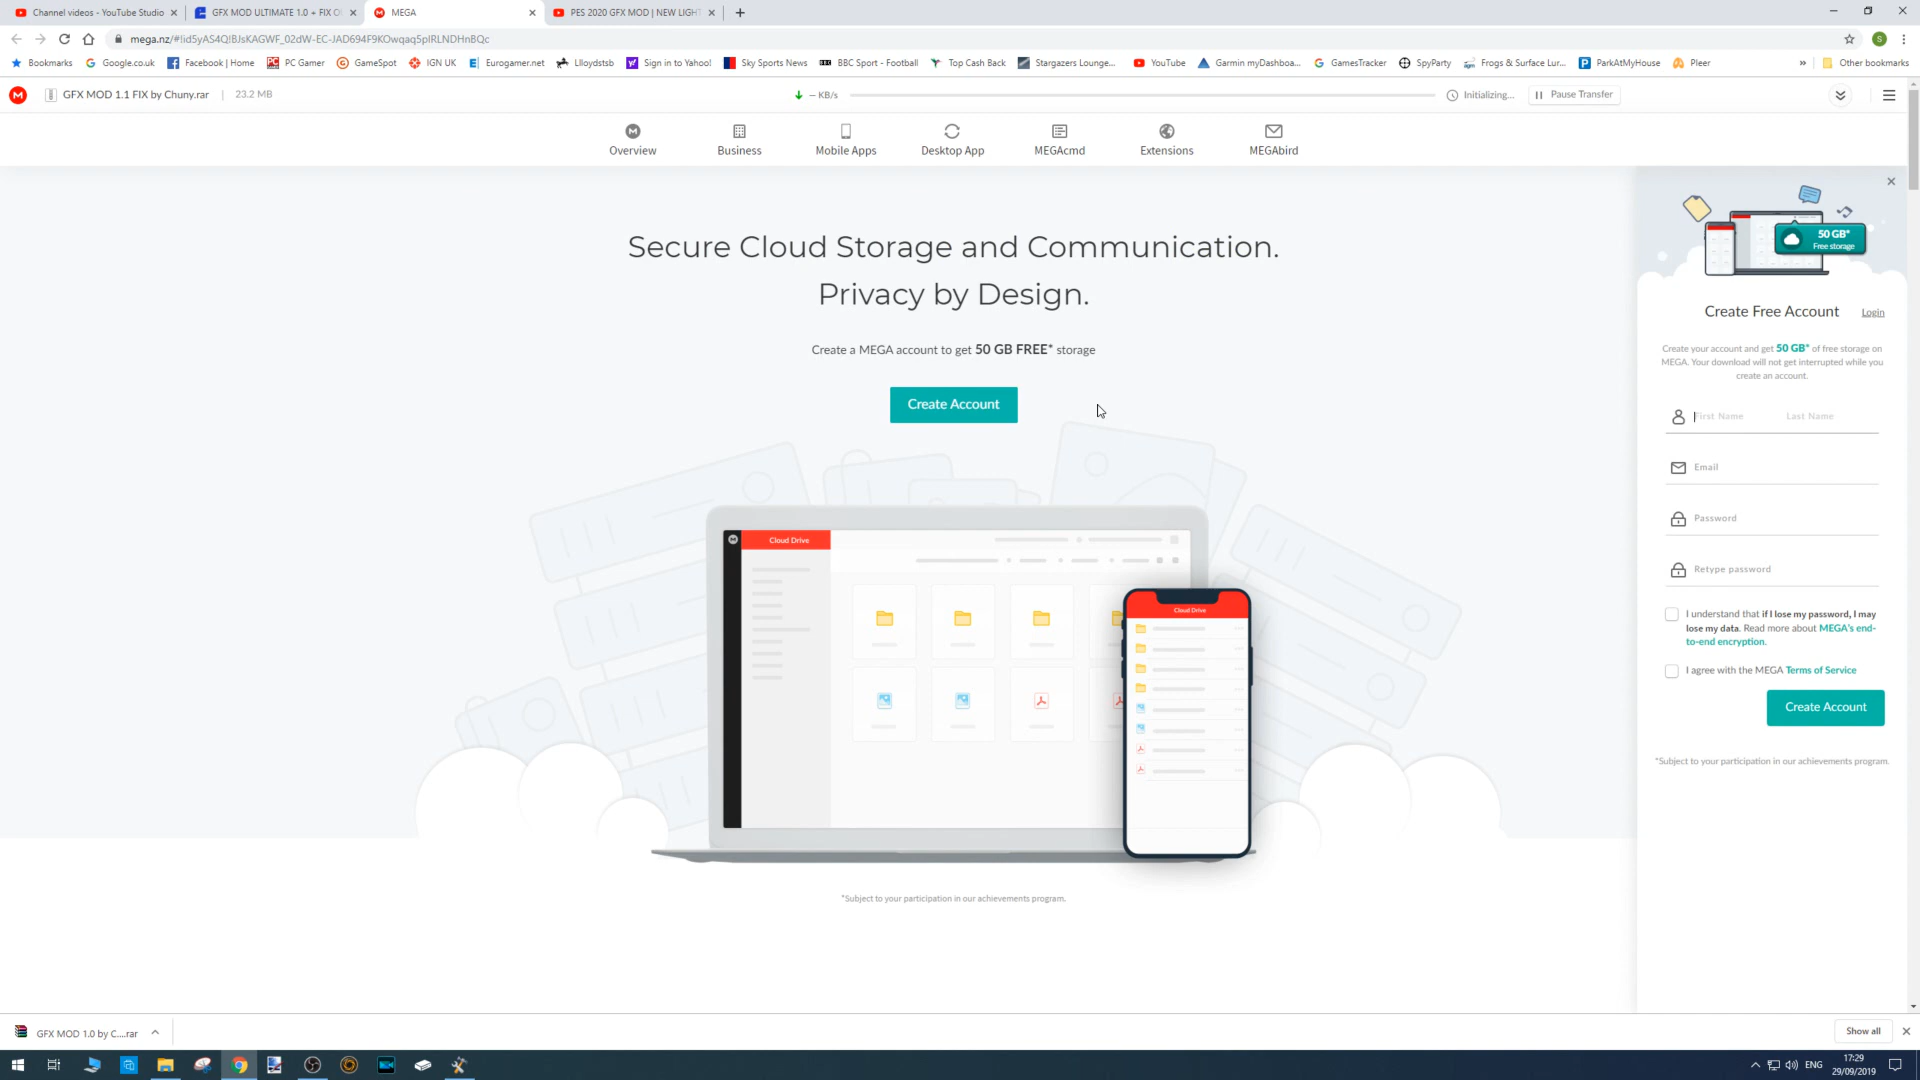 Channel videos - YouTube Studio
GFX MOD ULTIMATE 1.0 + FIX O
MEGA
PES 2020 GFX MOD | NEW LIGHT
mega.nz/#!id5yAS4Q!BJsKAGWF_02dW-EC-JAD694F9KOwqaq5pIRLNDHnBQc
S
Bookmarks
Google.co.uk
Facebook | Home
PC Gamer
GameSpot
IGN UK
Eurogamer.net
Lloydstsb
Sign in to Yahoo!
Sky Sports News
BBC Sport - Football
Top Cash Back
Stargazers Lounge...
YouTube
Garmin myDashboa...
GamesTracker
SpyParty
Frogs & Surface Lur...
ParkAtMyHouse
Pleer
Other bookmarks
GFX MOD 1.1 FIX by Chuny.rar
23.2 MB
— KB/s
Initializing...
Pause Transfer
Overview
Business
Mobile Apps
Desktop App
MEGAcmd
Extensions
MEGAbird
Secure Cloud Storage and Communication.
Privacy by Design.
Create a MEGA account to get 50 GB FREE* storage
Create Account
Cloud Drive
Cloud Drive
*Subject to your participation in our achievements program.
50 GB*
Free storage
Create Free Account
Login
Create your account and get 50 GB* of free storage on
MEGA. Your download will not get interrupted while you
create an account.
First Name
Last Name
Email
Password
Retype password
I understand that if I lose my password, I may
lose my data. Read more about MEGA's end-
to-end encryption.
I agree with the MEGA Terms of Service
Create Account
*Subject to your participation in our achievements program.
GFX MOD 1.0 by C....rar
Show all
ENG
17:29
29/09/2019